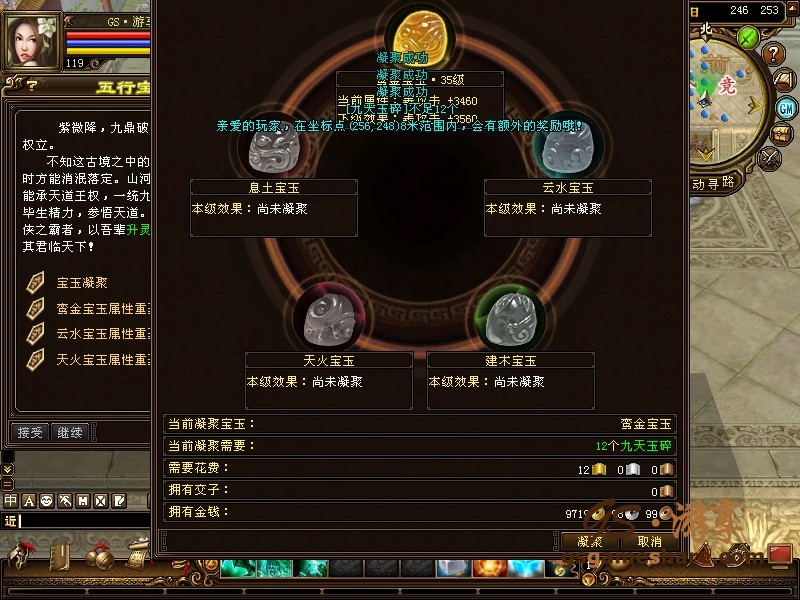 GS·游
119
五行宝
紫微降，九鼎破
权立。
不知这古境之中的
时方能消泯落定。山河
能承天道王权，一统九
毕生精力，参悟天道。
侠之霸者，以吾辈升灵
其君临天下！
宝玉凝聚
鸾金宝玉属性重
云水宝玉属性重
天火宝玉属性重
接受 继续
近
凝聚成功
凝聚成功
·35级
凝聚成功
当前属性： +3460
[九天玉碎]不足12个
+3560
亲爱的玩家，在坐标点(256,248)8米范围内，会有额外的奖励哦！
息土宝玉
本级效果：尚未凝聚
云水宝玉
本级效果：尚未凝聚
天火宝玉
本级效果：尚未凝聚
建木宝玉
本级效果：尚未凝聚
当前凝聚宝玉： 鸾金宝玉
当前凝聚需要： 12个九天玉碎
需要花费： 12 0 0
拥有交子： 0
拥有金钱： 9719 99
凝聚 取消
246 253
北
竞
GM
动寻路
中 A